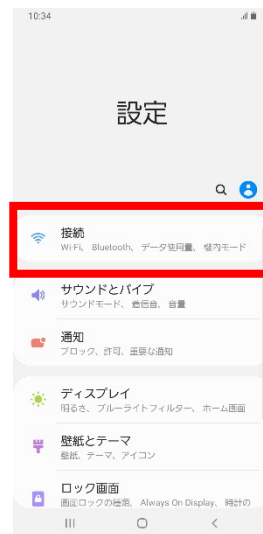 10:34
設定
接続
Wi-Fi、 Bluetooth、 データ使用量、 機内モード
サウンドとバイブ
サウンドモード、 着信音、 音量
通知
ブロック、許可、重要な通知
ディスプレイ
明るさ、 ブルーライトフィルター、 ホーム画面
壁紙とテーマ
壁紙、テーマ、アイコン
ロック画面
画面ロックの種類、 Always On Display、 時計の